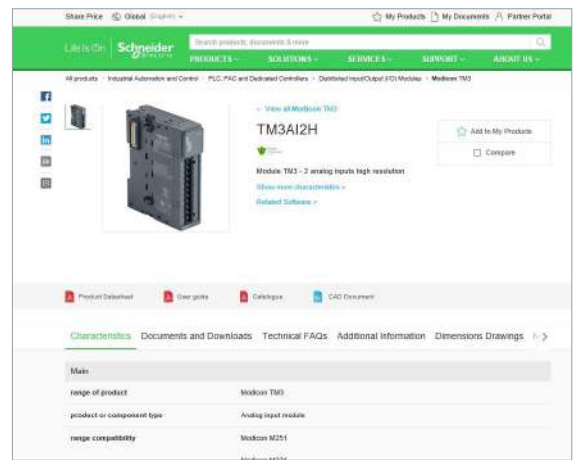 Share Price Global (English) My Products My Documents Partner Portal
Life Is On Schneider Electric Search products, documents & more
PRODUCTS SOLUTIONS SERVICES SUPPORT ABOUT US
All products Industrial Automation and Control PLC, PAC and Dedicated Controllers Distributed Input/Output (I/O) Modules Modicon TM3
View all Modicon TM3
TM3AI2H
Add to My Products
Compare
Module TM3 - 2 analog inputs high resolution
Show more characteristics
Related Software
Product Datasheet User guide Catalogue CAD Document
Characteristics Documents and Downloads Technical FAQs Additional Information Dimensions Drawings
Main
range of product Modicon TM3
product or component type Analog input module
range compatibility Modicon M251